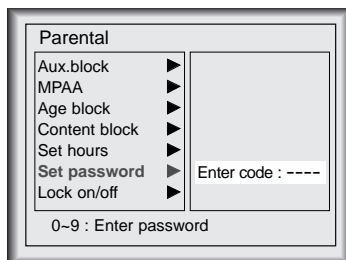 Parental
Aux.block ►
MPAA ►
Age block ►
Content block ►
Set hours ►
Set password ► Enter code : ----
Lock on/off ►
0~9 : Enter password